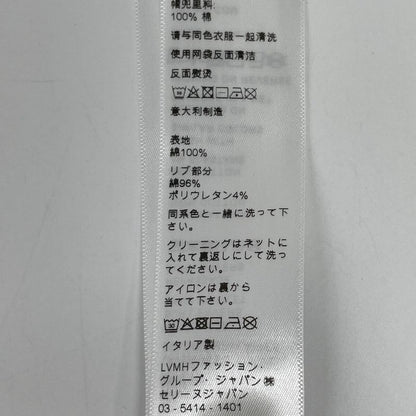 帽兜里料:
100% 棉
请与同色衣服一起清洗
使用网袋反面清洁
反面熨烫
意大利制造
表地
綿100%
リブ部分
綿96%
ポリウレタン4%
同系色と一緒に洗って下
さい。
クリーニングはネットに
入れて裏返しにして洗っ
てください。
アイロンは裏から
当てて下さい。
イタリア製
LVMHファッション・
グループ・ジャパン㈱
セリーヌジャパン
03 - 5414 - 1401